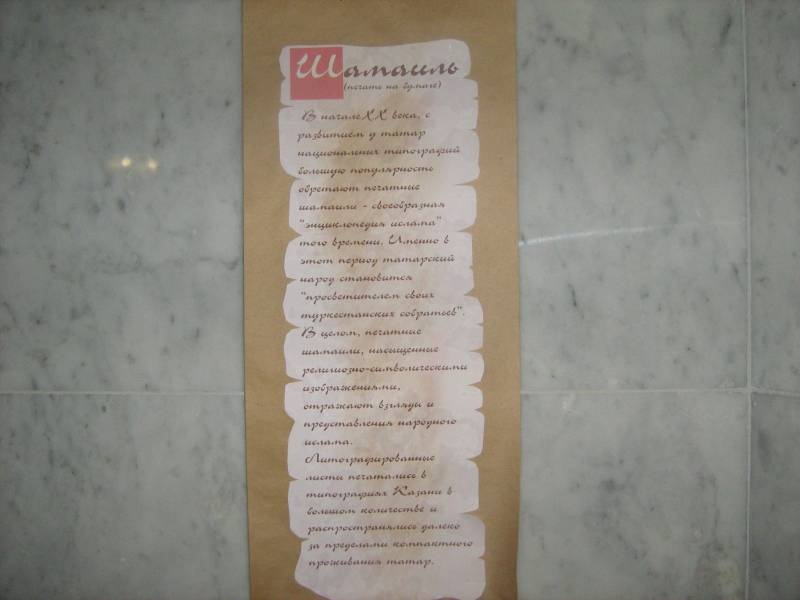 Шамаиль
(печать на бумаге)
В начале XX века, с
развитием у татар
национальных типографий
большую популярность
обретают печатные
шамаили - своеобразная
"энциклопедия ислама"
того времени. Именно в
этот период татарский
народ становится
"просветителем своих
туркестанских собратьев".
В целом, печатные
шамаили, насыщенные
религиозно-символическими
изображениями,
отражают взгляды и
представления народного
ислама.
Литографированные
листы печатались в
типографиях Казани в
большом количестве и
распространялись далеко
за пределами компактного
проживания татар.